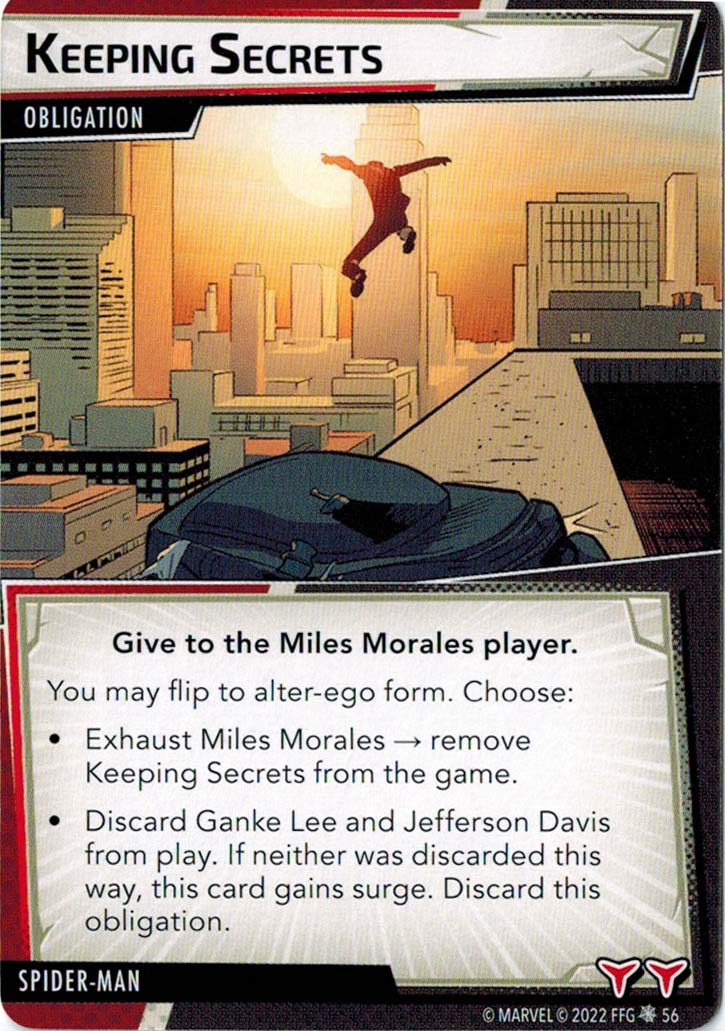 KEEPING SECRETS
OBLIGATION
Give to the Miles Morales player.
You may flip to alter-ego form. Choose:
• Exhaust Miles Morales → remove
Keeping Secrets from the game.
• Discard Ganke Lee and Jefferson Davis
from play. If neither was discarded this
way, this card gains surge. Discard this
obligation.
SPIDER-MAN
© MARVEL © 2022 FFG 56